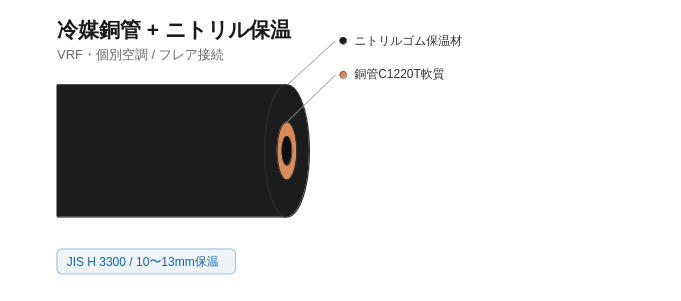 冷媒銅管 + ニトリル保温
VRF・個別空調 / フレア接続
ニトリルゴム保温材
銅管C1220T軟質
JIS H 3300 / 10〜13mm保温